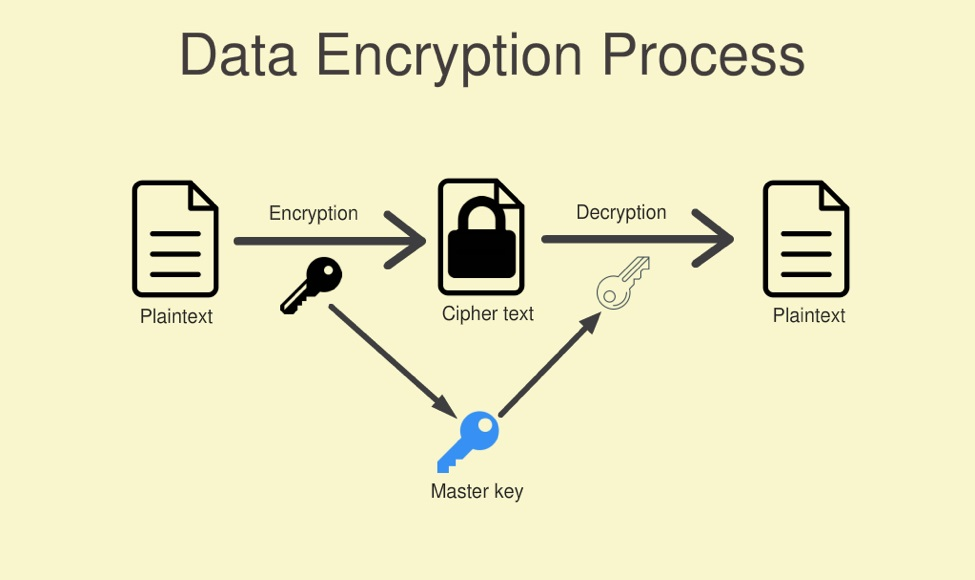 Data Encryption Process
Encryption
Decryption
Plaintext
Cipher text
Plaintext
Master key